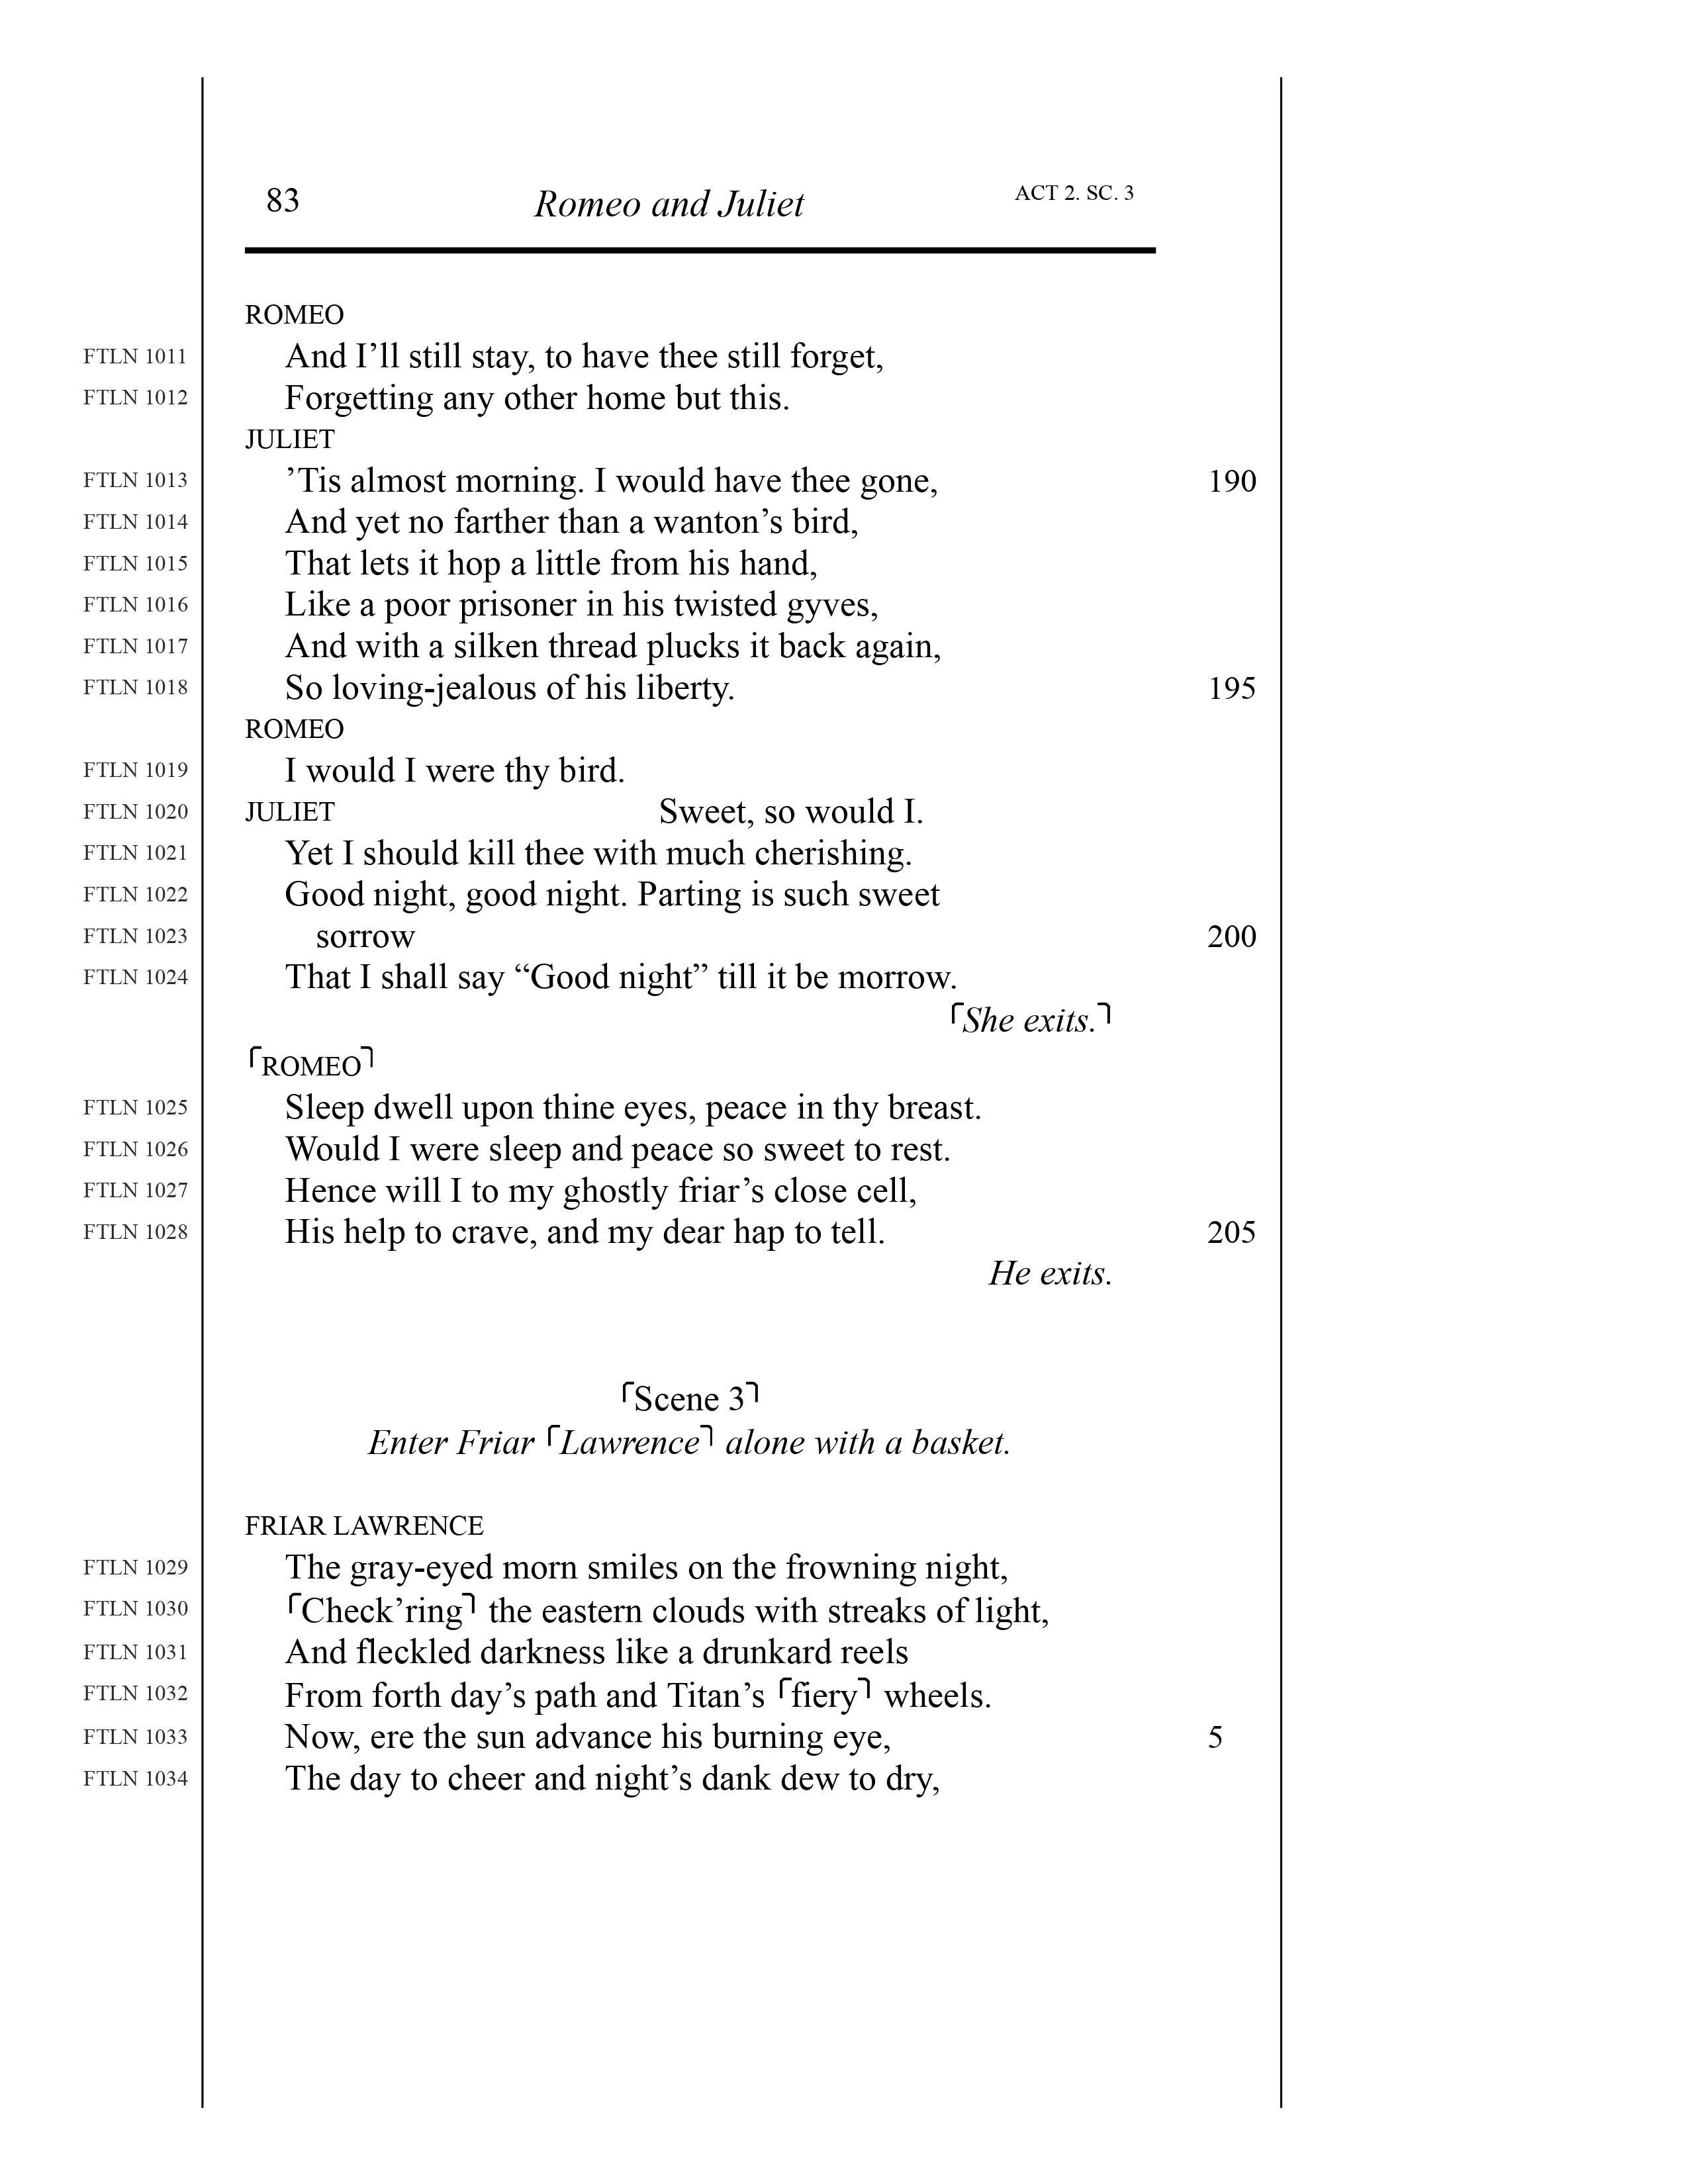 83 Romeo and Juliet ACT 2. SC. 3
ROMEO
FTLN 1011 And I’ll still stay, to have thee still forget,
FTLN 1012 Forgetting any other home but this.
JULIET
FTLN 1013 ’Tis almost morning. I would have thee gone, 190
FTLN 1014 And yet no farther than a wanton’s bird,
FTLN 1015 That lets it hop a little from his hand,
FTLN 1016 Like a poor prisoner in his twisted gyves,
FTLN 1017 And with a silken thread plucks it back again,
FTLN 1018 So loving-jealous of his liberty. 195
ROMEO
FTLN 1019 I would I were thy bird.
FTLN 1020 JULIET Sweet, so would I.
FTLN 1021 Yet I should kill thee with much cherishing.
FTLN 1022 Good night, good night. Parting is such sweet
FTLN 1023 sorrow 200
FTLN 1024 That I shall say “Good night” till it be morrow.
⌜She exits.⌝
⌜ROMEO⌝
FTLN 1025 Sleep dwell upon thine eyes, peace in thy breast.
FTLN 1026 Would I were sleep and peace so sweet to rest.
FTLN 1027 Hence will I to my ghostly friar’s close cell,
FTLN 1028 His help to crave, and my dear hap to tell. 205
He exits.
⌜Scene 3⌝
Enter Friar ⌜Lawrence⌝ alone with a basket.
FRIAR LAWRENCE
FTLN 1029 The gray-eyed morn smiles on the frowning night,
FTLN 1030 ⌜Check’ring⌝ the eastern clouds with streaks of light,
FTLN 1031 And fleckled darkness like a drunkard reels
FTLN 1032 From forth day’s path and Titan’s ⌜fiery⌝ wheels.
FTLN 1033 Now, ere the sun advance his burning eye, 5
FTLN 1034 The day to cheer and night’s dank dew to dry,